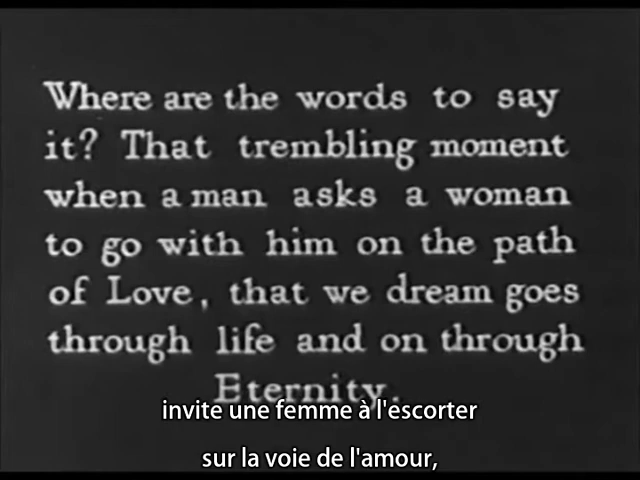 Where are the words to say
it? That trembling moment
when a man asks a woman
to go with him on the path
of Love, that we dream goes
through life and on through
Eternity.
invite une femme à l'escorter
sur la voie de l'amour,